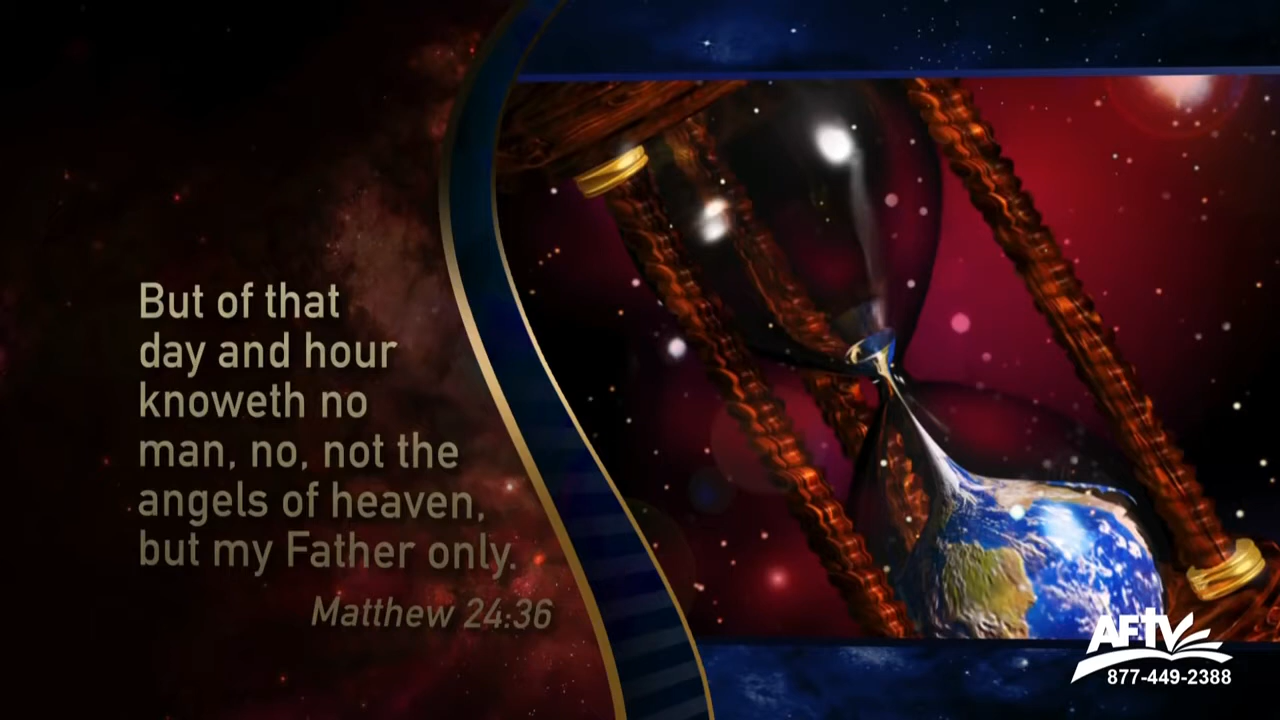 But of that
day and hour
knoweth no
man, no, not the
angels of heaven,
but my Father only.
Matthew 24:36
AFTV
877-449-2388